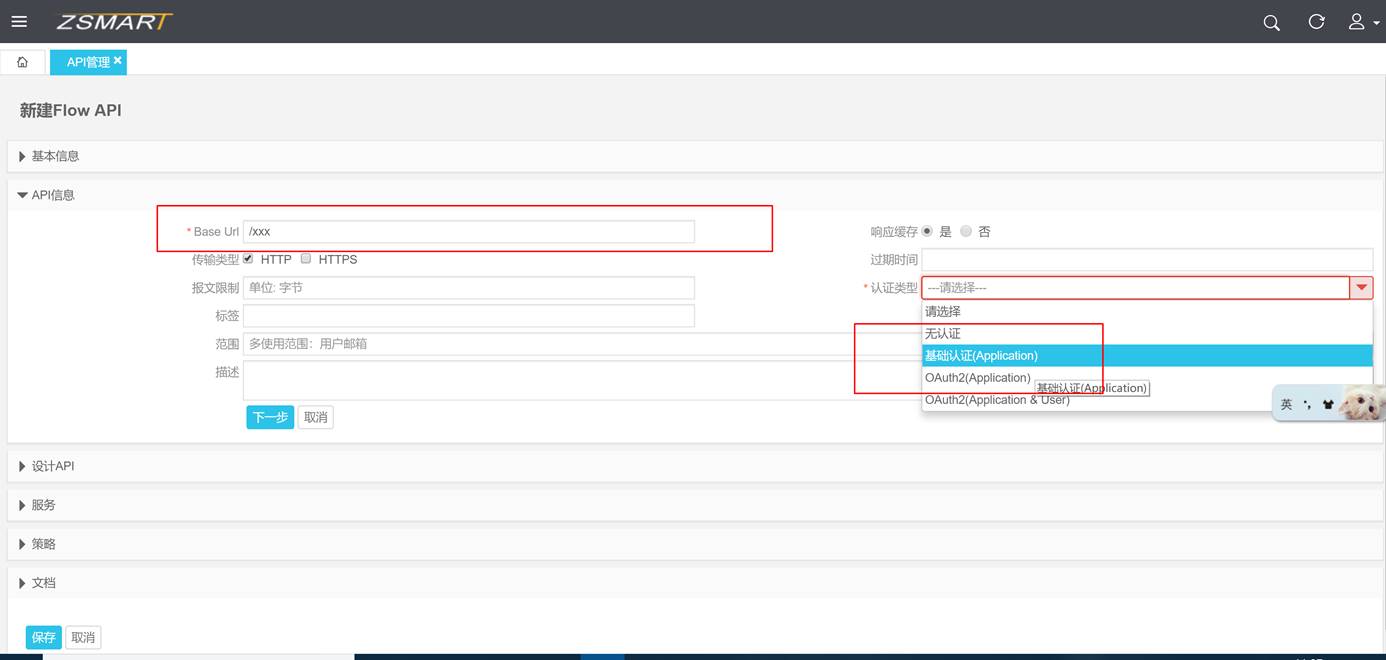 ZSMART
API管理
新建Flow API
基本信息
API信息
* Base Url /xxx
响应缓存 是 否
传输类型 HTTP HTTPS
过期时间
报文限制 单位: 字节
* 认证类型 ---请选择---
标签
请选择
无认证
范围 多使用范围：用户邮箱
基础认证(Application)
描述
OAuth2(Application)
基础认证(Application)
OAuth2(Application & User)
英
下一步 取消
设计API
服务
策略
文档
保存 取消